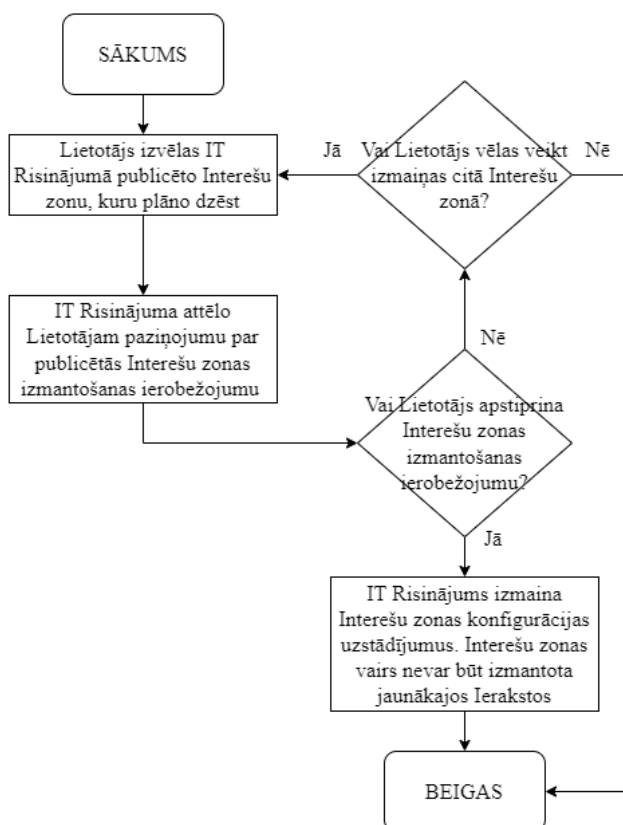 SĀKUMS
Lietotājs izvēlas IT
Risinājumā publicēto Interešu
zonu, kuru plāno dzēst
Jā
Vai Lietotājs vēlas veikt
izmaiņas citā Interešu
zonā?
Nē
IT Risinājuma attēlo
Lietotājam paziņojumu par
publicētās Interešu zonas
izmantošanas ierobežojumu
Nē
Vai Lietotājs apstiprina
Interešu zonas
izmantošanas
ierobežojumu?
Jā
IT Risinājums izmaina
Interešu zonas konfigurācijas
uzstādījumus. Interešu zonas
vairs nevar būt izmantota
jaunākajos Ierakstos
BEIGAS